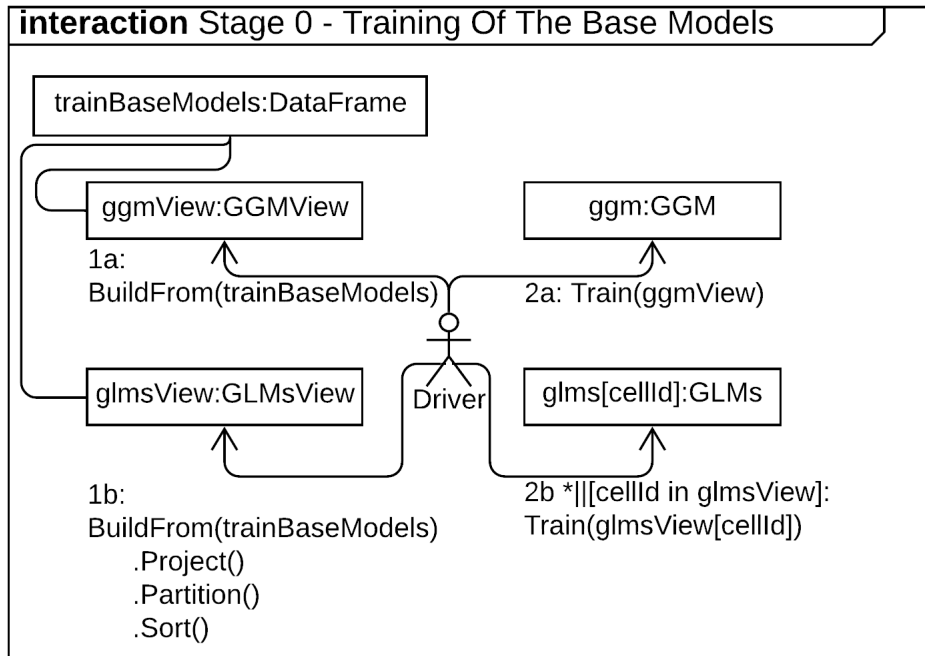 interaction Stage 0 - Training Of The Base Models
trainBaseModels:DataFrame
ggmView:GGMView
ggm:GGM
1a:
BuildFrom(trainBaseModels)
2a: Train(ggmView)
glmsView:GLMsView
Driver
glms[cellId]:GLMs
1b:
BuildFrom(trainBaseModels)
.Project()
.Partition()
.Sort()
2b *||[cellId in glmsView]:
Train(glmsView[cellId])